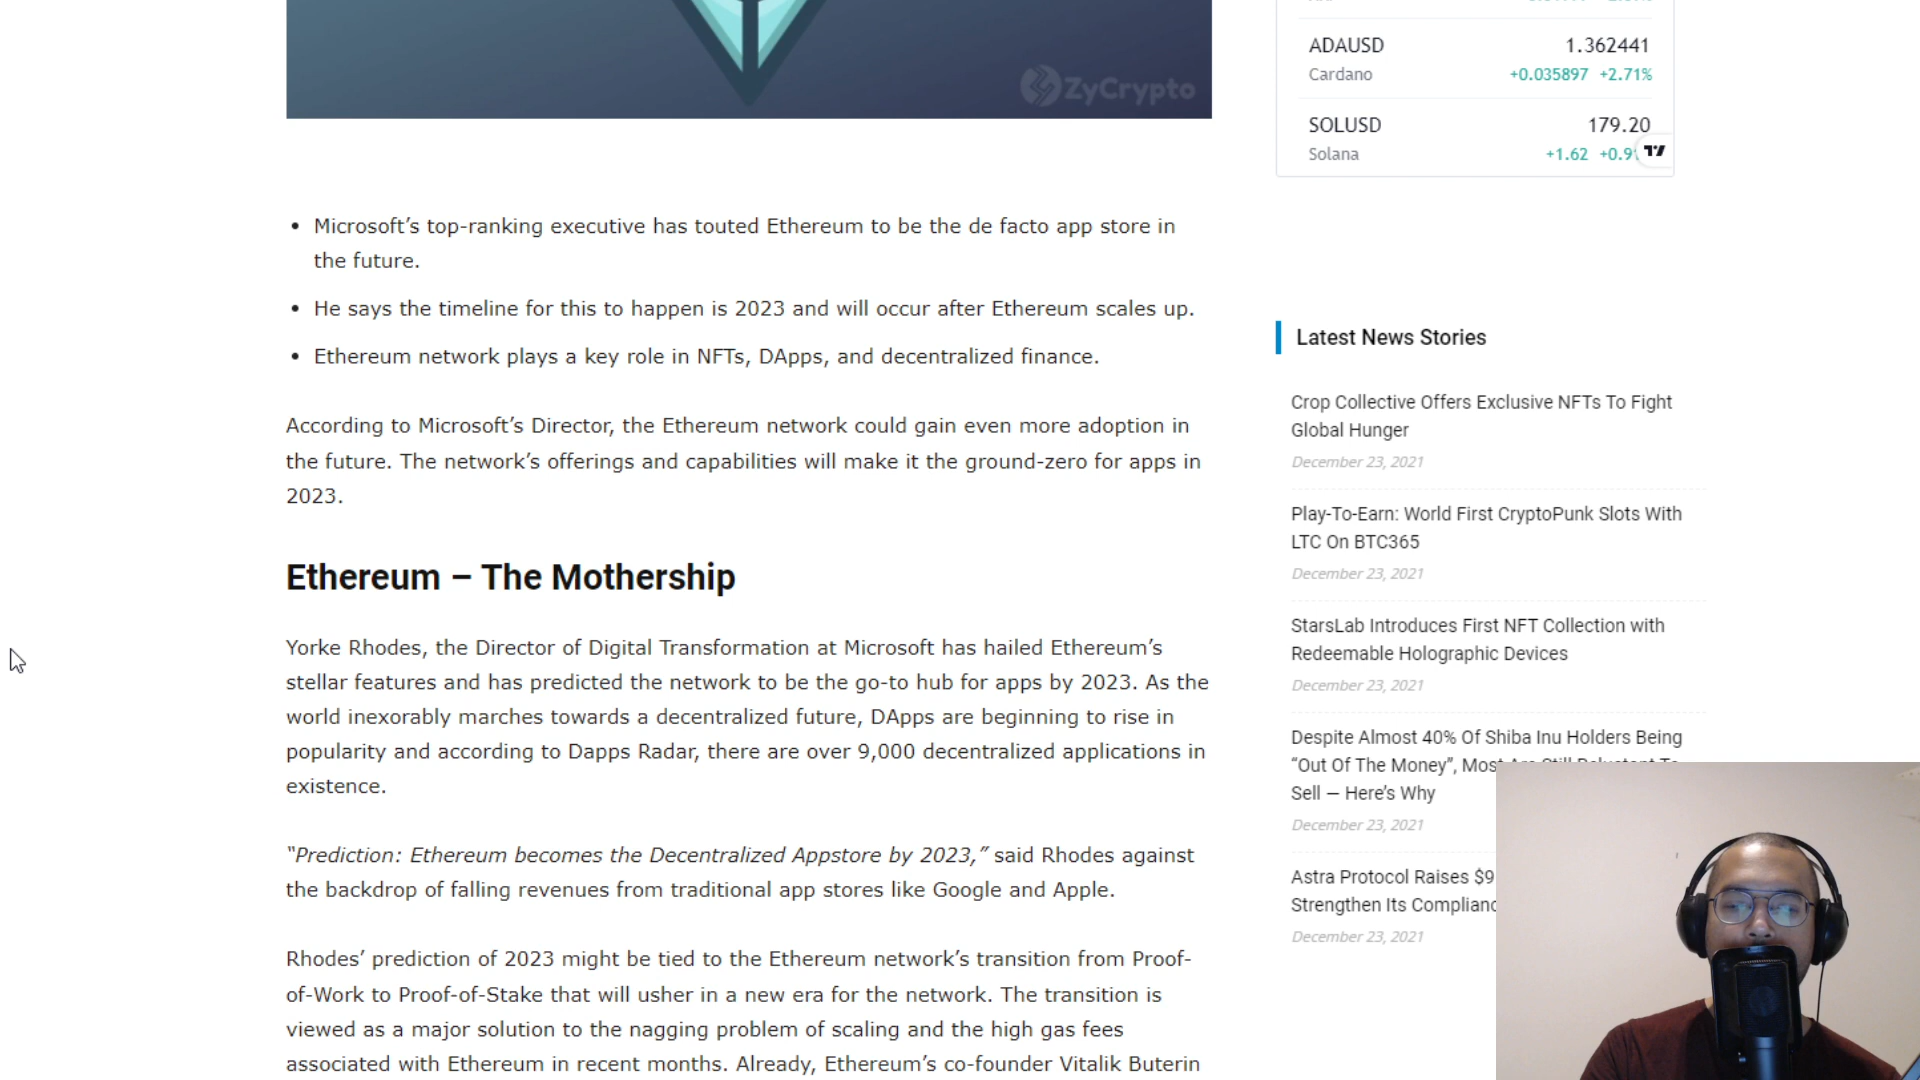 ZyCrypto
Microsoft’s top-ranking executive has touted Ethereum to be the de facto app store in
the future.
He says the timeline for this to happen is 2023 and will occur after Ethereum scales up.
Ethereum network plays a key role in NFTs, DApps, and decentralized finance.
According to Microsoft’s Director, the Ethereum network could gain even more adoption in
the future. The network’s offerings and capabilities will make it the ground-zero for apps in
2023.
Ethereum – The Mothership
Yorke Rhodes, the Director of Digital Transformation at Microsoft has hailed Ethereum’s
stellar features and has predicted the network to be the go-to hub for apps by 2023. As the
world inexorably marches towards a decentralized future, DApps are beginning to rise in
popularity and according to Dapps Radar, there are over 9,000 decentralized applications in
existence.
“Prediction: Ethereum becomes the Decentralized Appstore by 2023,” said Rhodes against
the backdrop of falling revenues from traditional app stores like Google and Apple.
Rhodes’ prediction of 2023 might be tied to the Ethereum network’s transition from Proof-
of-Work to Proof-of-Stake that will usher in a new era for the network. The transition is
viewed as a major solution to the nagging problem of scaling and the high gas fees
associated with Ethereum in recent months. Already, Ethereum’s co-founder Vitalik Buterin
ADAUSD 1.362441
Cardano +0.035897 +2.71%
SOLUSD 179.20
Solana +1.62 +0.9
Latest News Stories
Crop Collective Offers Exclusive NFTs To Fight
Global Hunger
December 23, 2021
Play-To-Earn: World First CryptoPunk Slots With
LTC On BTC365
December 23, 2021
StarsLab Introduces First NFT Collection with
Redeemable Holographic Devices
December 23, 2021
Despite Almost 40% Of Shiba Inu Holders Being
“Out Of The Money”, Most
Sell — Here’s Why
December 23, 2021
Astra Protocol Raises $9
Strengthen Its
December 23, 2021